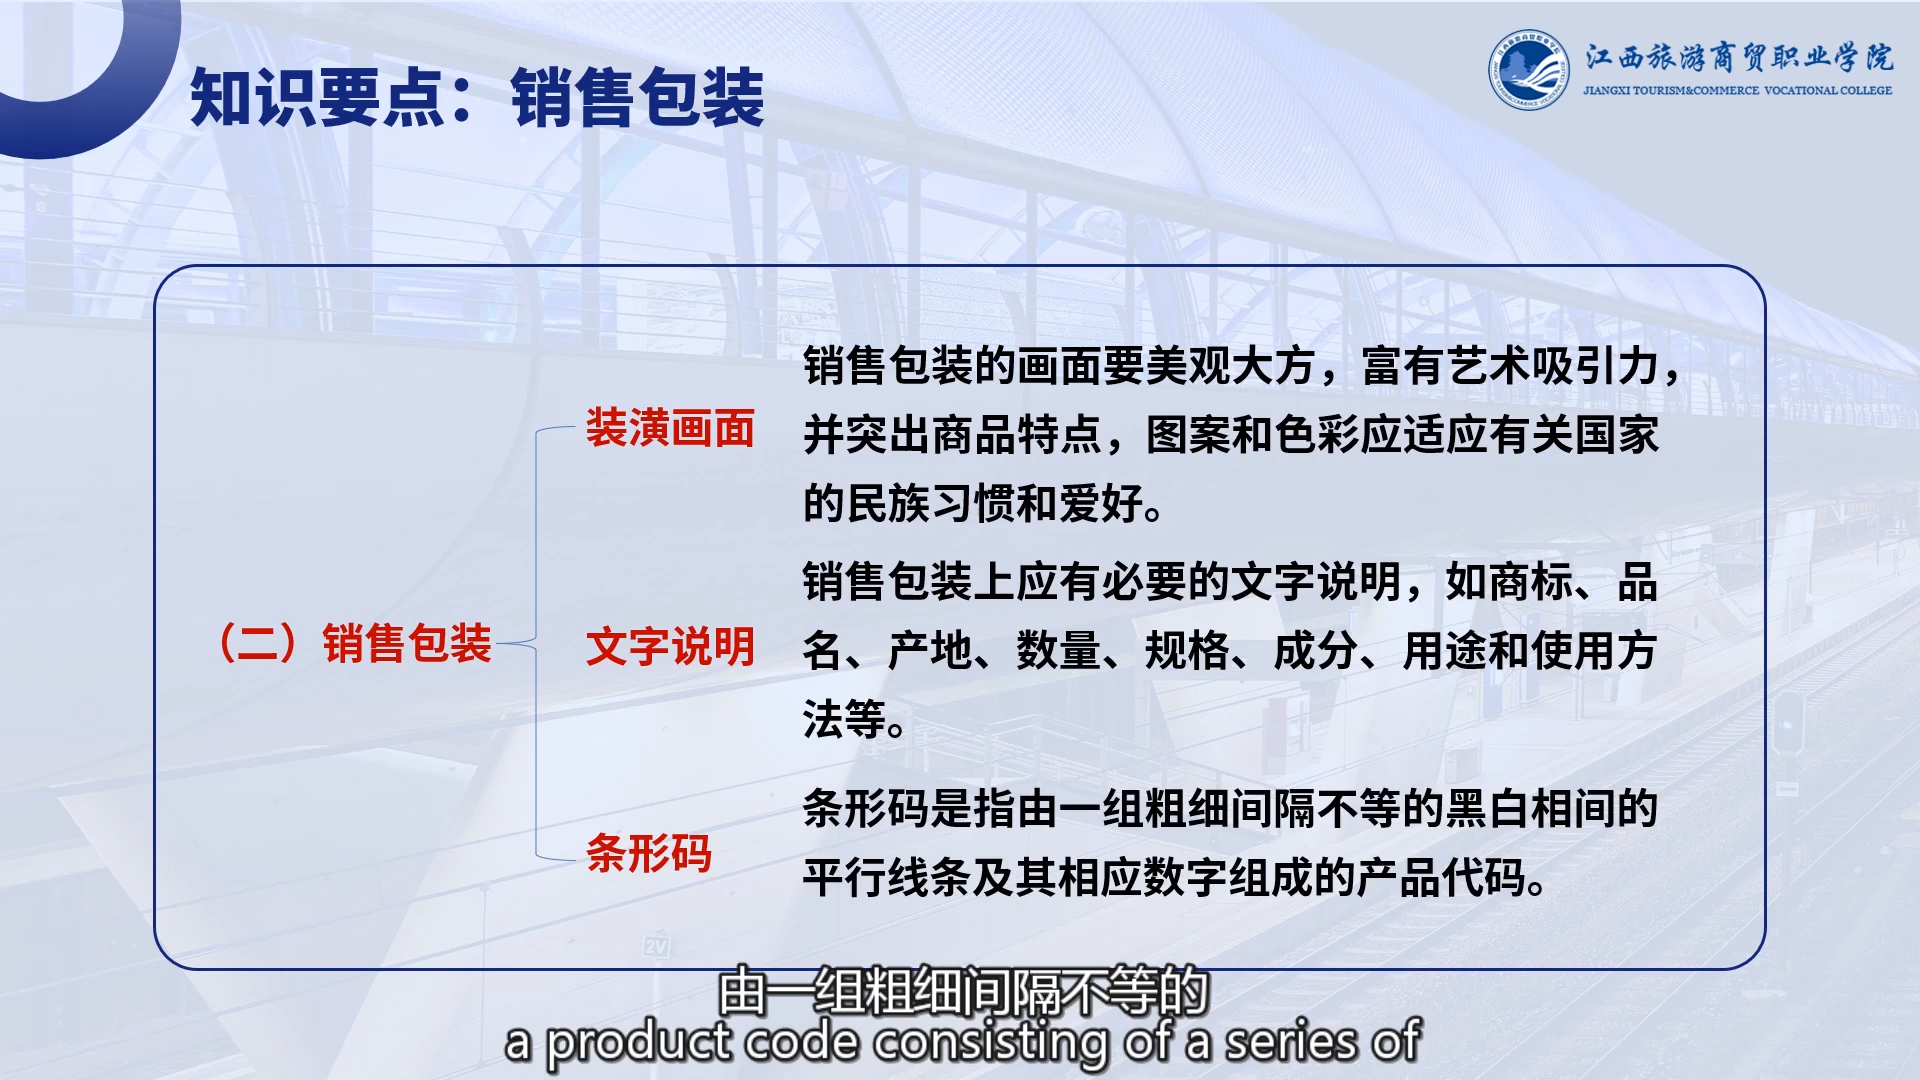 知识要点：销售包装
江西旅游商贸职业学院
JIANGXI TOURISM&COMMERCE VOCATIONAL COLLEGE
（二）销售包装
装潢画面
销售包装的画面要美观大方，富有艺术吸引力，
并突出商品特点，图案和色彩应适应有关国家
的民族习惯和爱好。
文字说明
销售包装上应有必要的文字说明，如商标、品
名、产地、数量、规格、成分、用途和使用方
法等。
条形码
条形码是指由一组粗细间隔不等的黑白相间的
平行线条及其相应数字组成的产品代码。
2V
由一组粗细间隔不等的
a product code consisting of a series of